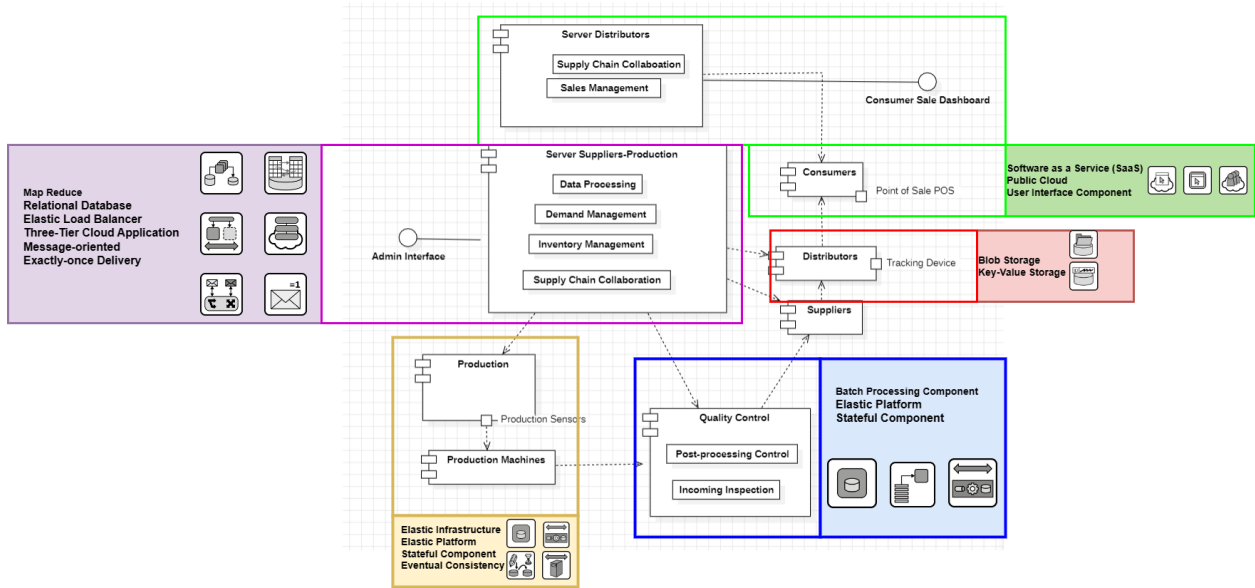 Server Distributors
Supply Chain Collaboation
Sales Management
Consumer Sale Dashboard
Map Reduce
Relational Database
Elastic Load Balancer
Three-Tier Cloud Application
Message-oriented
Exactly-once Delivery
=1
Admin Interface
Server Suppliers-Production
Data Processing
Demand Management
Inventory Management
Supply Chain Collaboration
Consumers
Point of Sale POS
Software as a Service (SaaS)
Public Cloud
User Interface Component
Distributors
Tracking Device
Blob Storage
Key-Value Storage
Suppliers
Production
Production Sensors
Production Machines
Elastic Infrastructure
Elastic Platform
Stateful Component
Eventual Consistency
Quality Control
Post-processing Control
Incoming Inspection
Batch Processing Component
Elastic Platform
Stateful Component